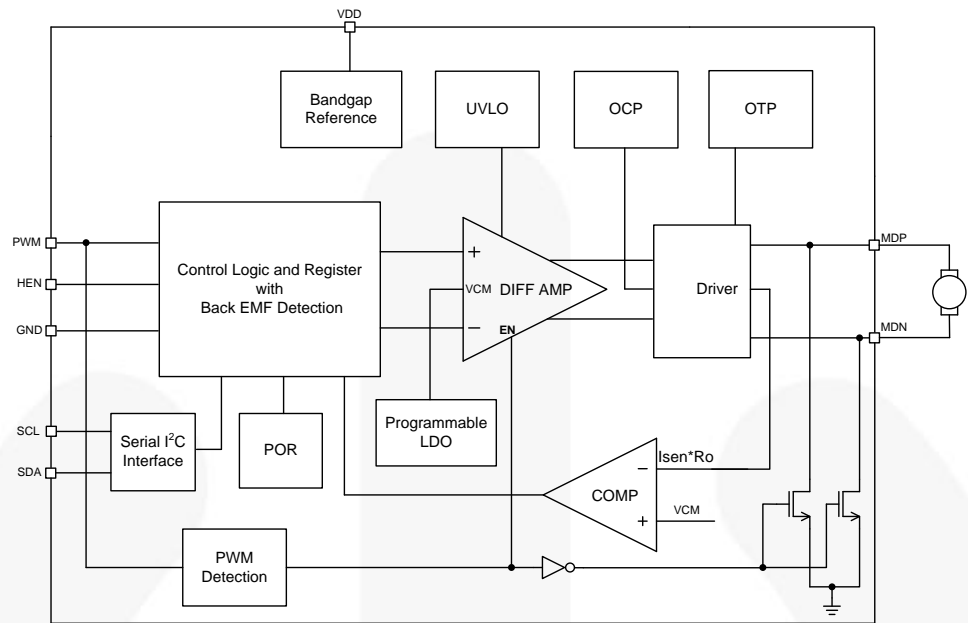 VDD
Bandgap
Reference
UVLO
OCP
OTP
PWM
HEN
GND
Control Logic and Register
with
Back EMF Detection
+
VCM
DIFF AMP
−
EN
Driver
MDP
MDN
SCL
SDA
Serial I²C
Interface
POR
Programmable
LDO
Isen*Ro
−
COMP
+
VCM
PWM
Detection